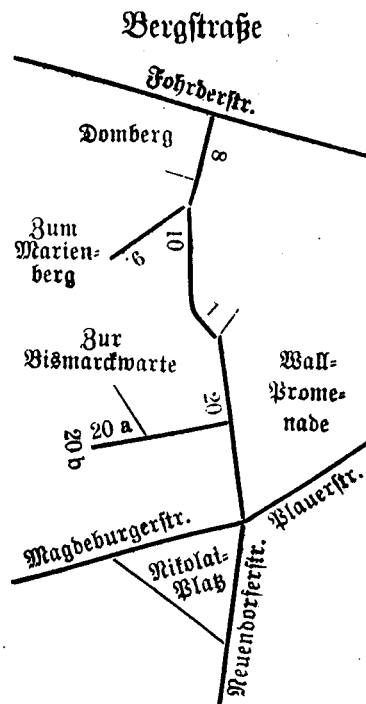 Bergstraße
Fohrderstr.
Domberg
8
Zum
Marien-
berg
10
9.
1
Zur
Bismarckwarte
Wall-
Prome-
nade
20
20 a
20 b
Plauerstr.
Magdeburgerstr.
Nikolai-
Platz
Neuendorferstr.